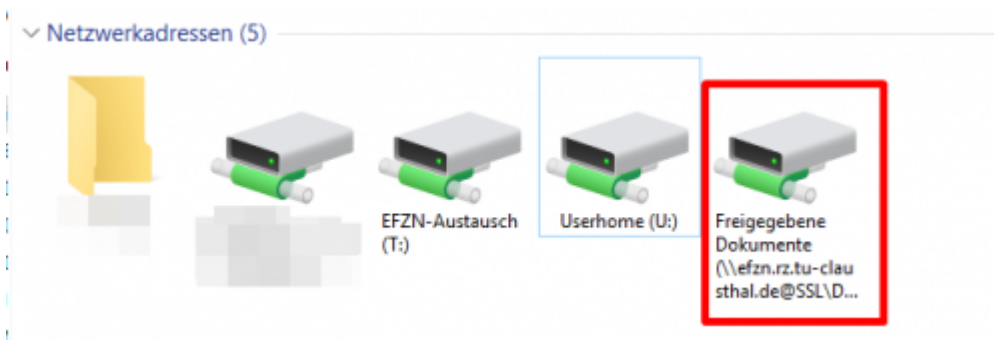 Netzwerkadressen (5)
EFZN-Austausch
(T:)
Userhome (U:)
Freigegebene
Dokumente
(\\efzn.rz.tu-clau
sthal.de@SSL\D...